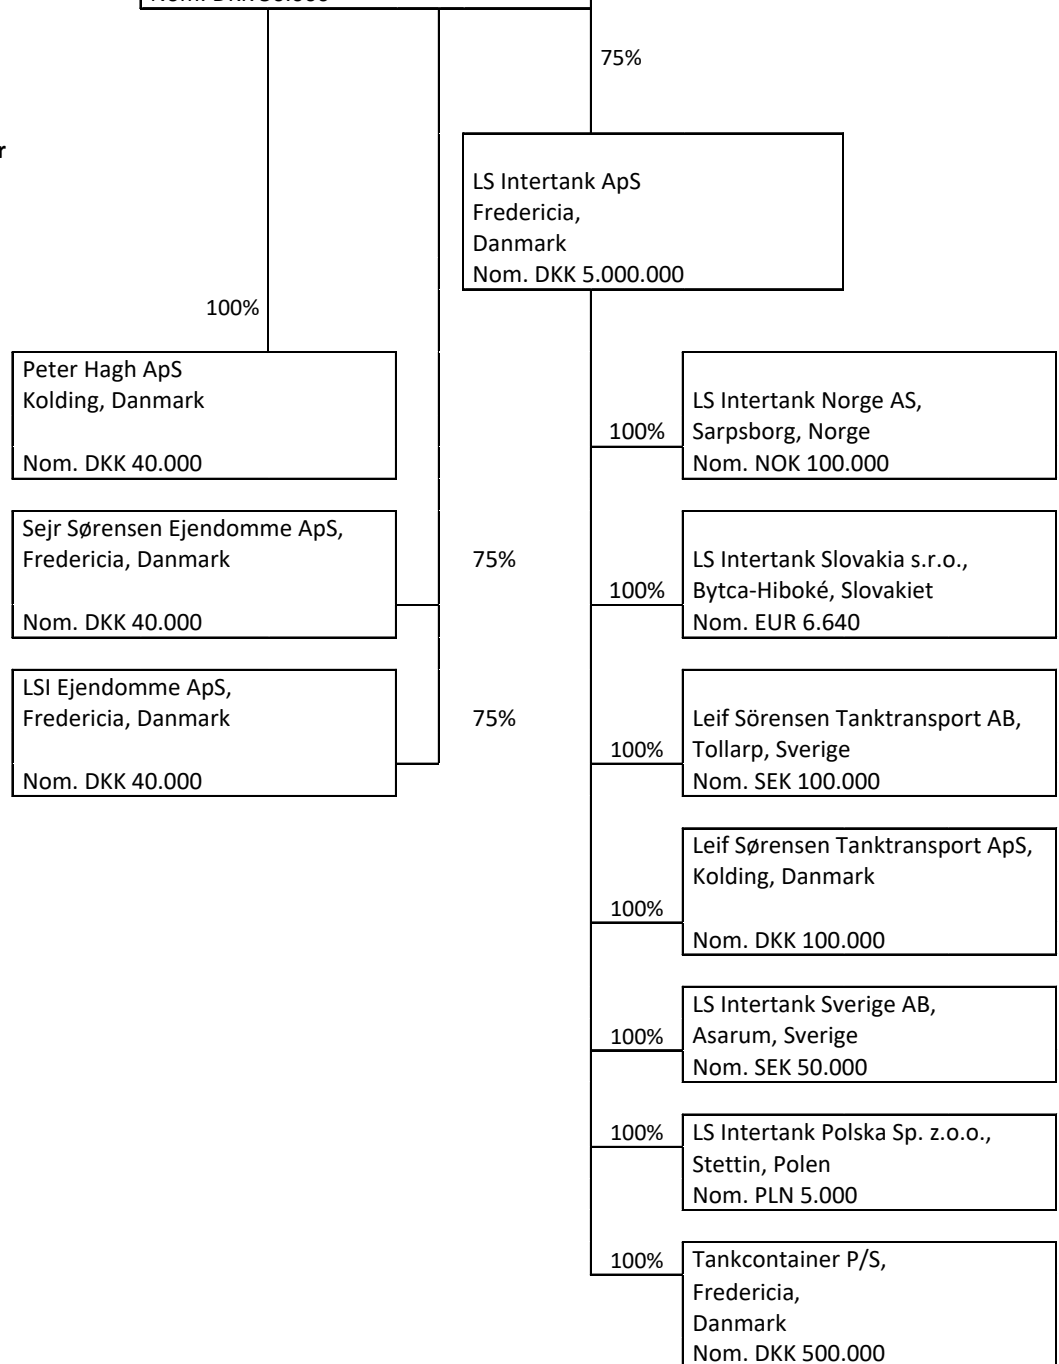 75%
r
LS Intertank ApS
Fredericia,
Danmark
Nom. DKK 5.000.000
100%
Peter Hagh ApS
Kolding, Danmark
Nom. DKK 40.000
100%
LS Intertank Norge AS,
Sarpsborg, Norge
Nom. NOK 100.000
Sejr Sørensen Ejendomme ApS,
Fredericia, Danmark
Nom. DKK 40.000
75%
100%
LS Intertank Slovakia s.r.o.,
Bytca-Hiboké, Slovakiet
Nom. EUR 6.640
LSI Ejendomme ApS,
Fredericia, Danmark
Nom. DKK 40.000
75%
100%
Leif Sörensen Tanktransport AB,
Tollarp, Sverige
Nom. SEK 100.000
100%
Leif Sørensen Tanktransport ApS,
Kolding, Danmark
Nom. DKK 100.000
100%
LS Intertank Sverige AB,
Asarum, Sverige
Nom. SEK 50.000
100%
LS Intertank Polska Sp. z.o.o.,
Stettin, Polen
Nom. PLN 5.000
100%
Tankcontainer P/S,
Fredericia,
Danmark
Nom. DKK 500.000